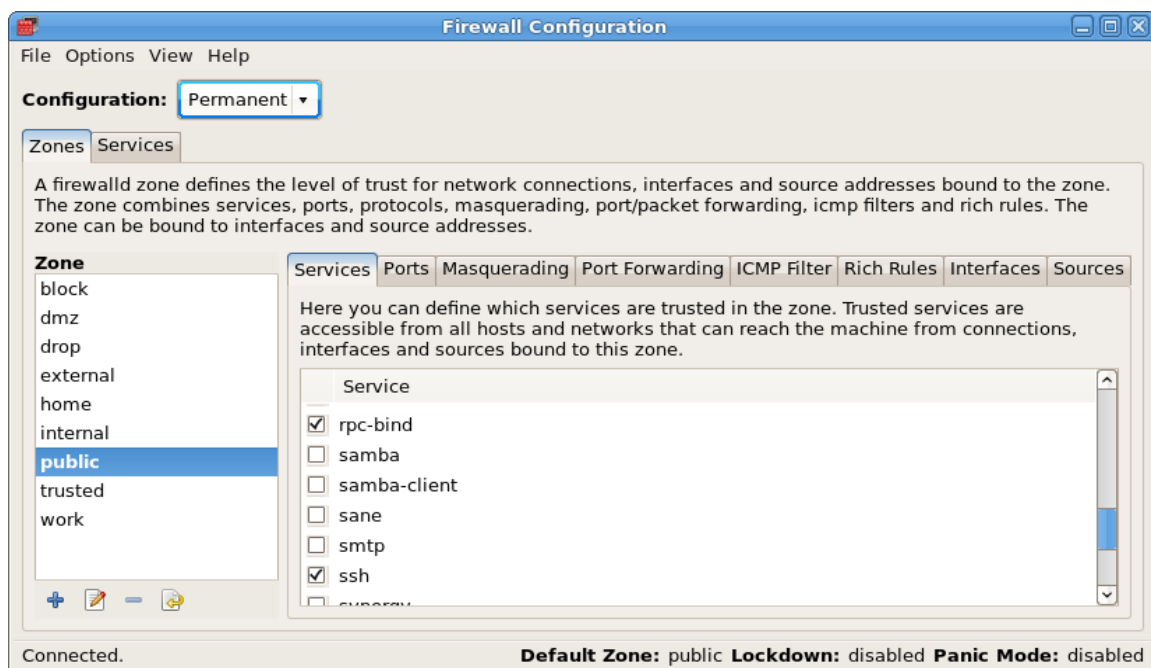 Firewall Configuration
File Options View Help
Configuration: Permanent
Zones Services
A firewalld zone defines the level of trust for network connections, interfaces and source addresses bound to the zone.
The zone combines services, ports, protocols, masquerading, port/packet forwarding, icmp filters and rich rules. The
zone can be bound to interfaces and source addresses.
Zone
block
dmz
drop
external
home
internal
public
trusted
work
Services Ports Masquerading Port Forwarding ICMP Filter Rich Rules Interfaces Sources
Here you can define which services are trusted in the zone. Trusted services are
accessible from all hosts and networks that can reach the machine from connections,
interfaces and sources bound to this zone.
Service
rpc-bind
samba
samba-client
sane
smtp
ssh
synergy
Connected.
Default Zone: public Lockdown: disabled Panic Mode: disabled